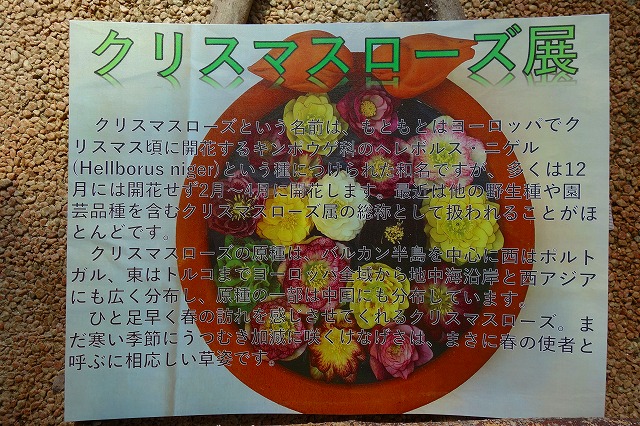 クリスマスローズ展
クリスマスローズという名前は、もともとはヨーロッパでク
リスマス頃に開花するキンポウゲ科のヘレボルス・ニゲル
(Hellborus niger)という種につけられた和名ですが、多くは12
月には開花せず2月~4月に開花します。最近は他の野生種や園
芸品種を含むクリスマスローズ属の総称として扱われることがほ
とんどです。
クリスマスローズの原種は、バルカン半島を中心に西はポルト
ガル、東はトルコまでヨーロッパ全域から地中海沿岸と西アジア
にも広く分布し、原種の一部は中国にも分布しています。
ひと足早く春の訪れを感じさせてくれるクリスマスローズ。ま
だ寒い季節にうつむき加減に咲くけなげさは、まさに春の使者と
呼ぶに相応しい草姿です。